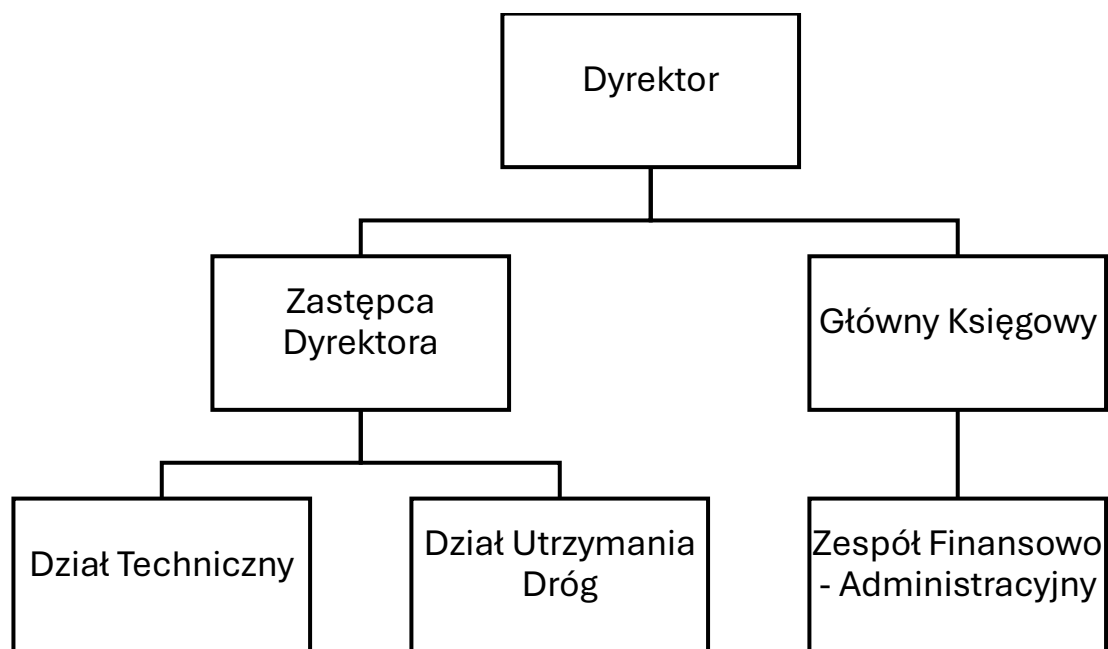 Dyrektor
Zastępca
Dyrektora
Główny Księgowy
Dział Techniczny
Dział Utrzymania
Dróg
Zespół Finansowo
- Administracyjny